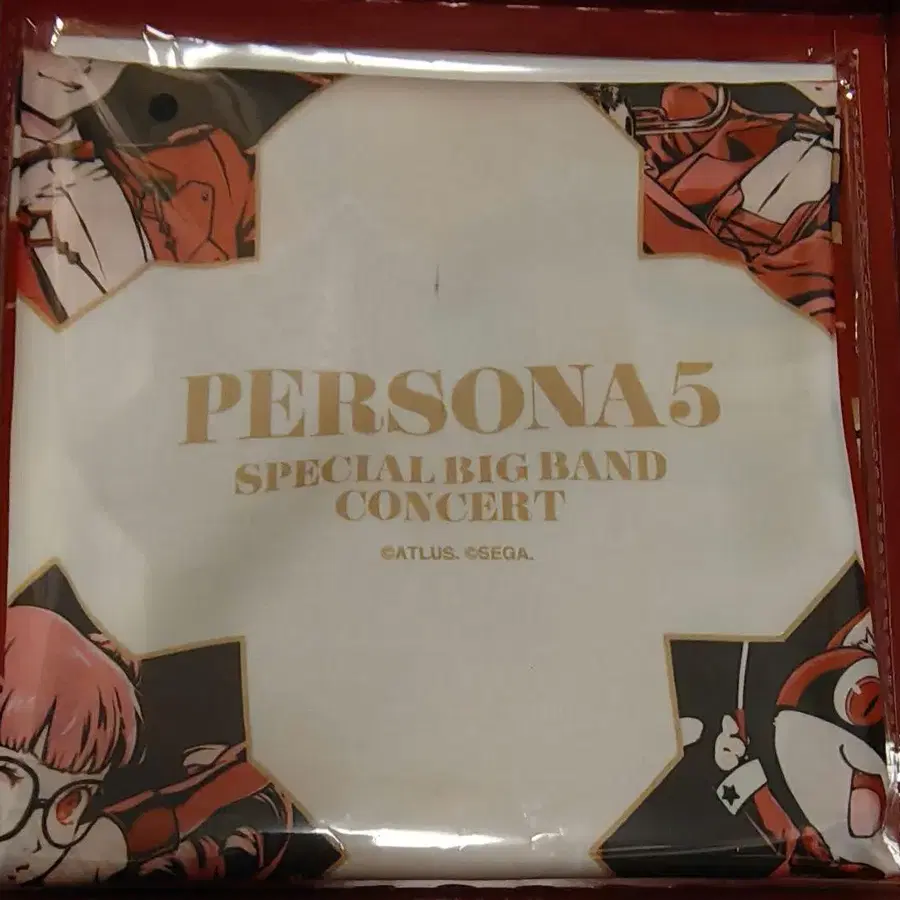 PERSONA5
SPECIAL BIG BAND
CONCERT
©ATLUS. ©SEGA.